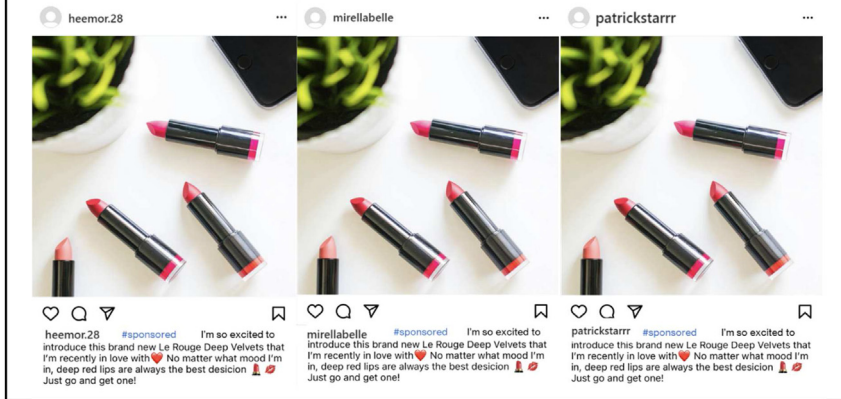 heemor.28
heemor.28 #sponsored I'm so excited to
introduce this brand new Le Rouge Deep Velvets that
I'm recently in love with❤️ No matter what mood I'm
in, deep red lips are always the best desicion 💄 💋
Just go and get one!
mirellabelle
mirellabelle #sponsored I'm so excited to
introduce this brand new Le Rouge Deep Velvets that
I'm recently in love with❤️ No matter what mood I'm
in, deep red lips are always the best desicion 💄 💋
Just go and get one!
patrickstarrr
patrickstarrr #sponsored I'm so excited to
introduce this brand new Le Rouge Deep Velvets that
I'm recently in love with❤️ No matter what mood I'm
in, deep red lips are always the best desicion 💄 💋
Just go and get one!